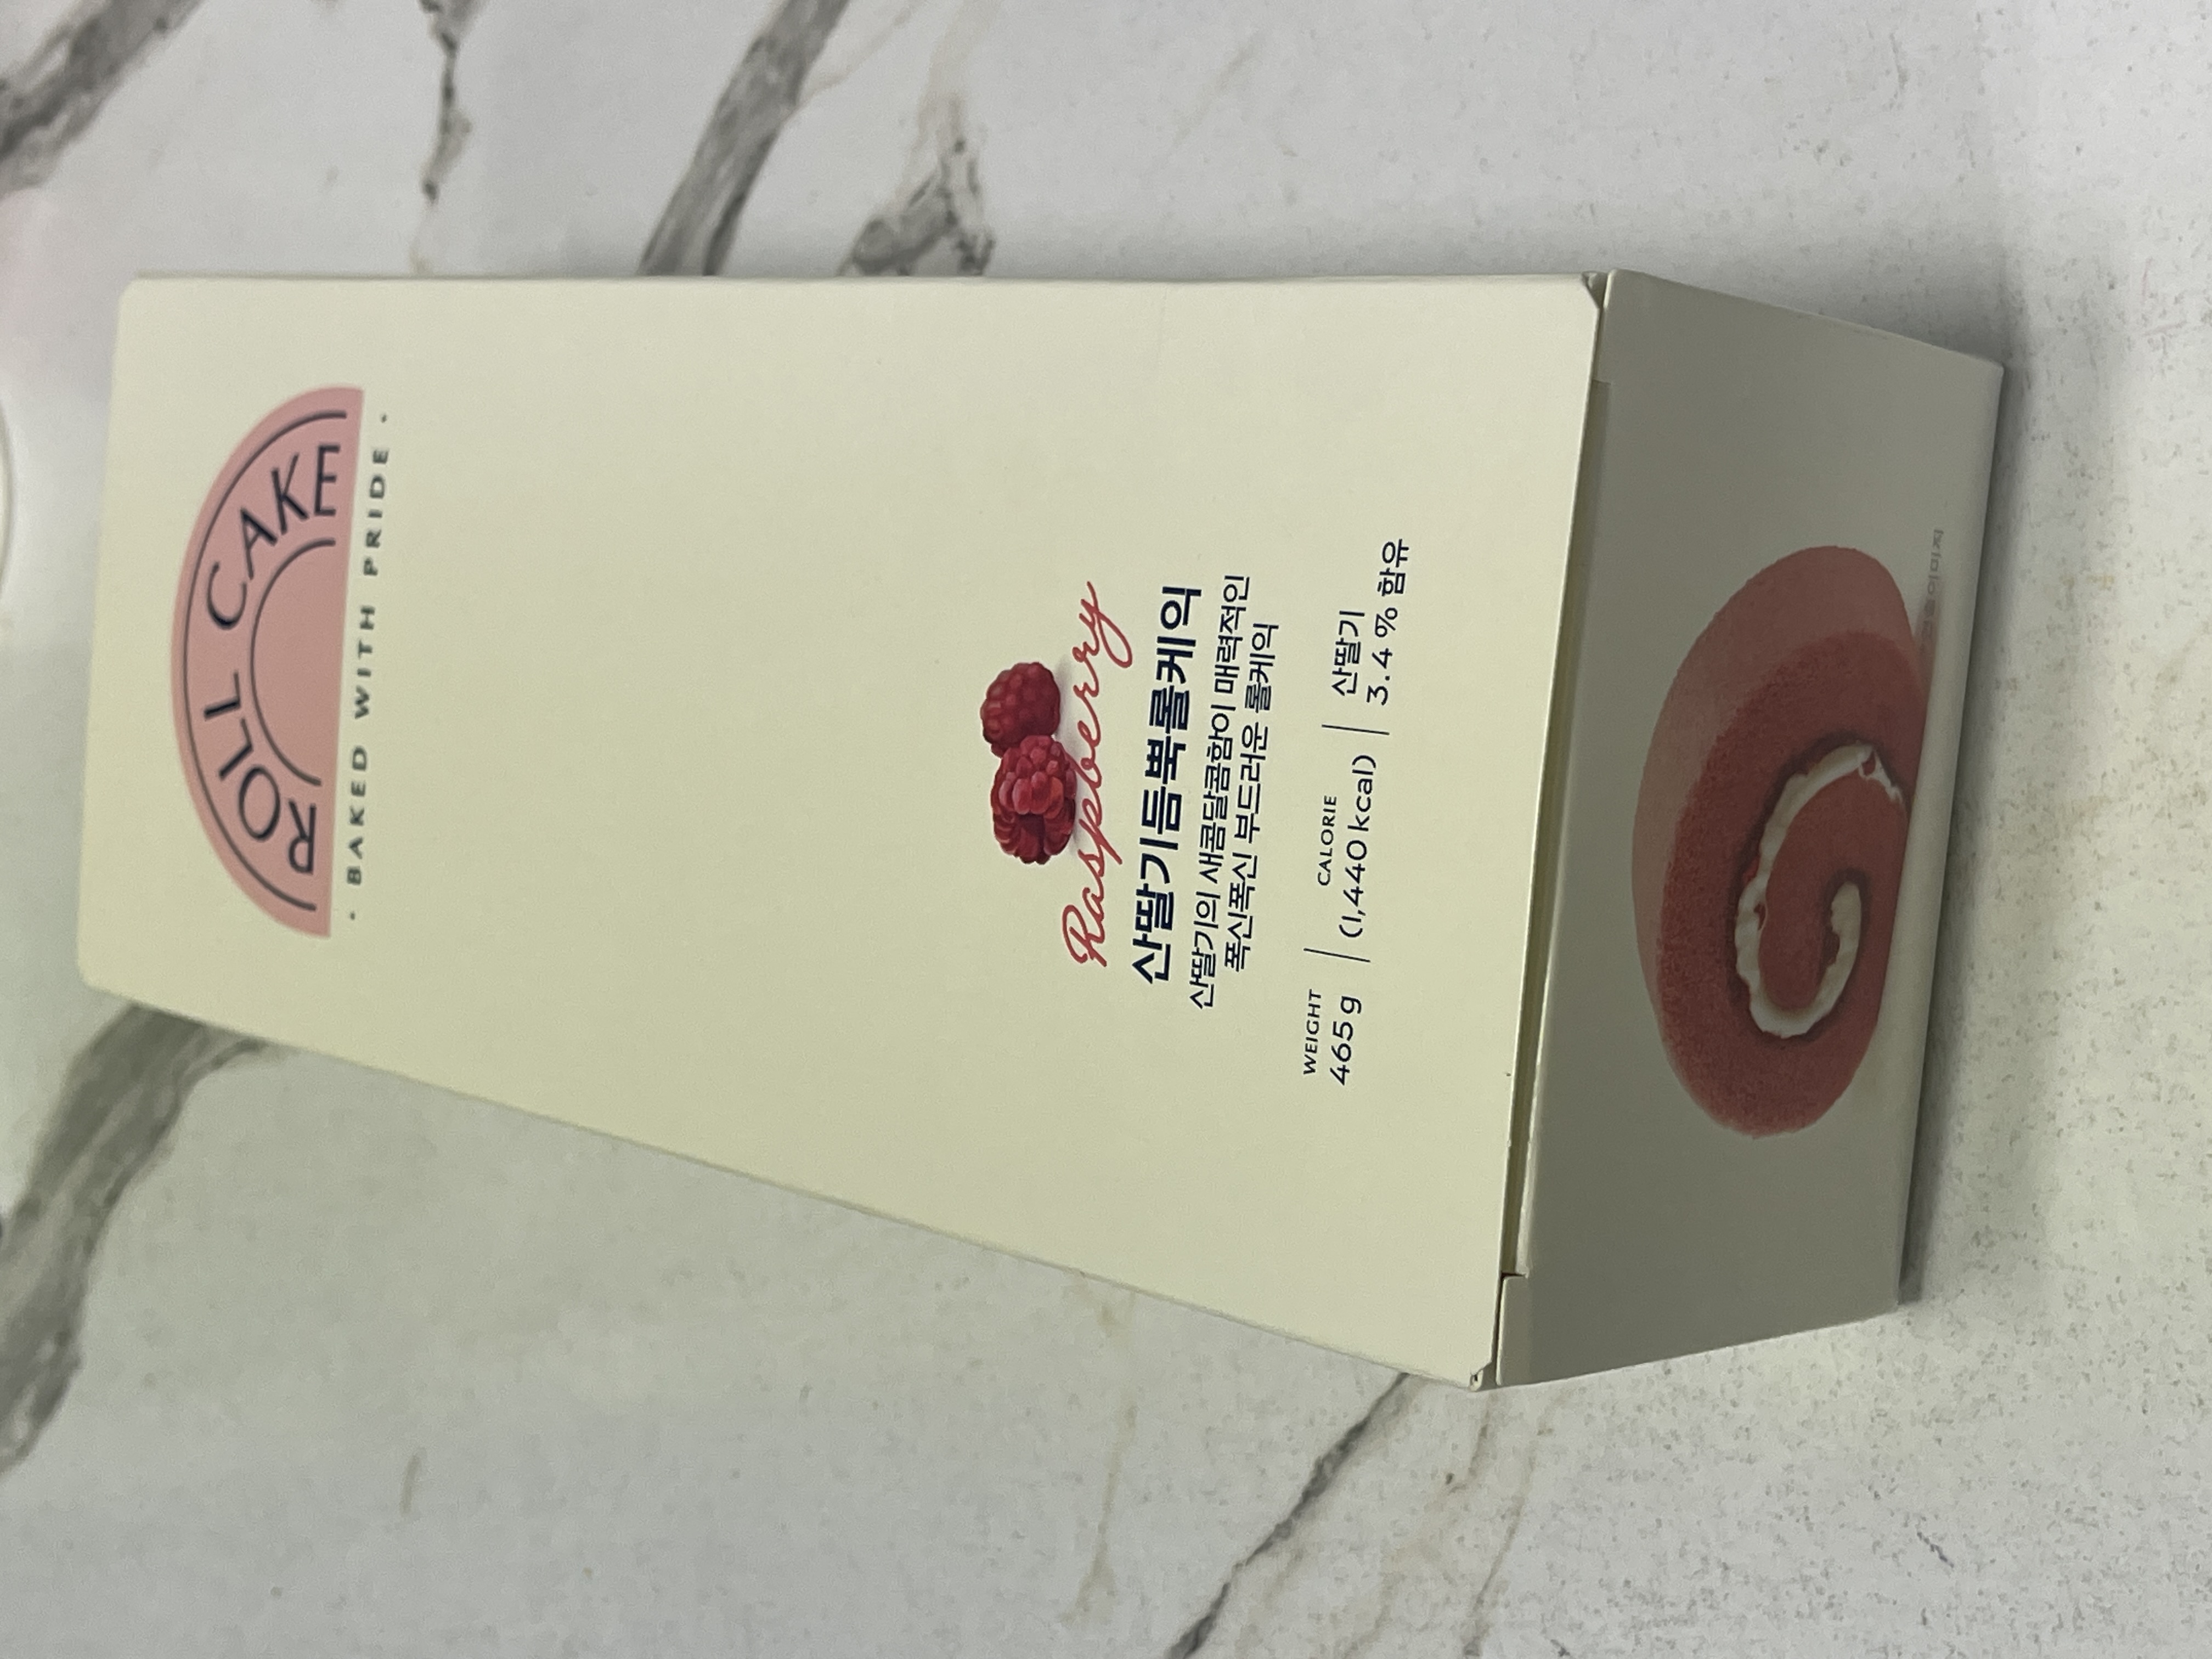 ROLL CAKE
· BAKED WITH PRIDE ·
Raspberry
산딸기듬뿍롤케익
산딸기의 새콤달콤함이 매력적인
폭신폭신 부드러운 롤케익
WEIGHT
465g
CALORIE
(1,440kcal)
산딸기
3.4% 함유